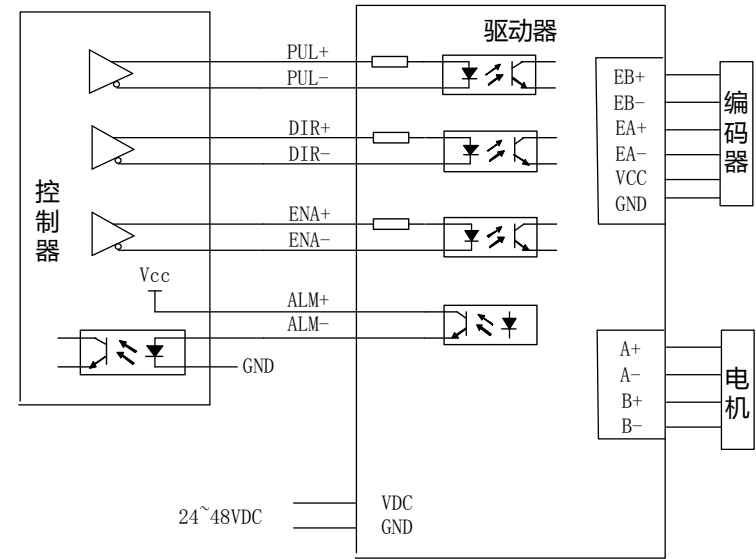 驱动器
PUL+
PUL-
DIR+
DIR-
控制器
ENA+
ENA-
Vcc
ALM+
ALM-
GND
EB+
EB-
EA+
EA-
VCC
GND
编码器
A+
A-
B+
B-
电机
24~48VDC
VDC
GND